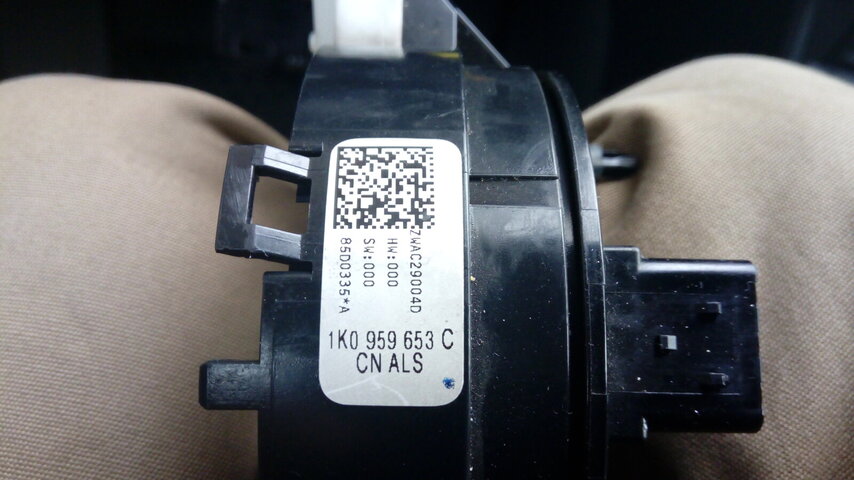 ZWAC29004D
HW:000
SW:000
85D0335*A
1K0 959 653 C
CN ALS